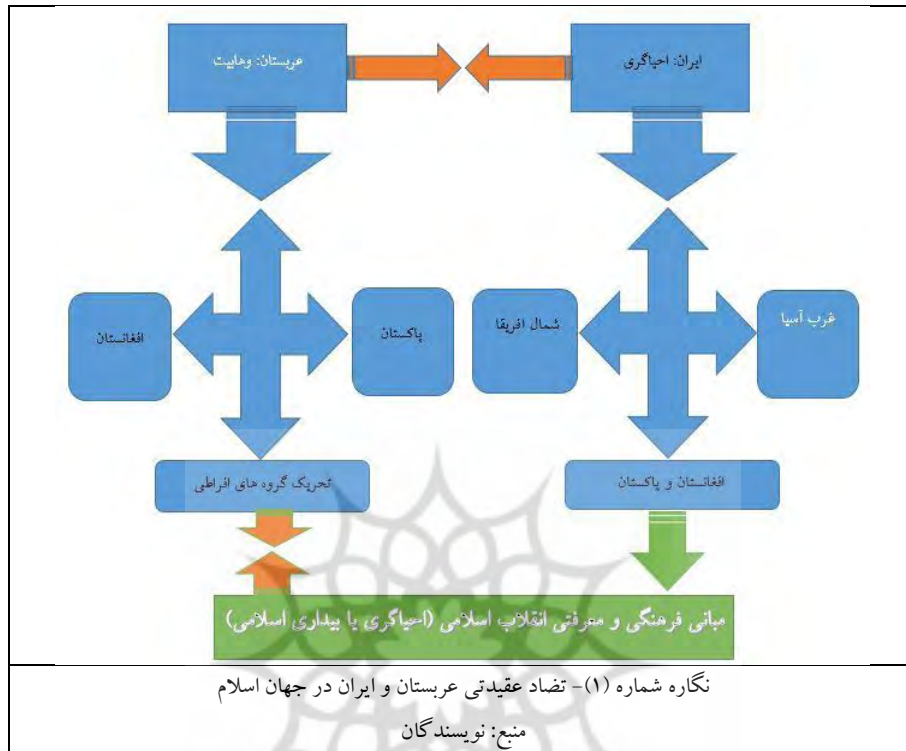 ایران: احیاگری
عربستان: وهابیت
غرب آسیا
شمال افریقا
پاکستان
افغانستان
افغانستان و پاکستان
تحریک گروه های افراطی
مبانی فرهنگی و معرفتی انقلاب اسلامی (احیاگری یا بیداری اسلامی)
نگاره شماره (۱)- تضاد عقیدتی عربستان و ایران در جهان اسلام
منبع: نویسندگان